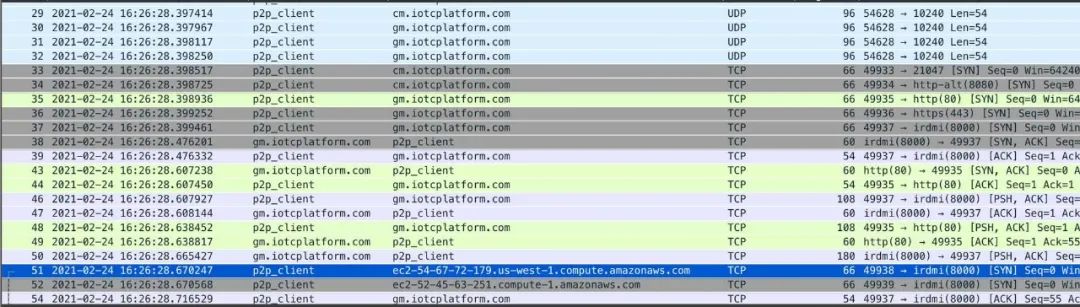 29 2021-02-24 16:26:28.397414 p2p_client cm.iotcplatform.com UDP 96 54628 → 10240 Len=54
30 2021-02-24 16:26:28.397967 p2p_client gm.iotcplatform.com UDP 96 54628 → 10240 Len=54
31 2021-02-24 16:26:28.398117 p2p_client gm.iotcplatform.com UDP 96 54628 → 10240 Len=54
32 2021-02-24 16:26:28.398250 p2p_client gm.iotcplatform.com UDP 96 54628 → 10240 Len=54
33 2021-02-24 16:26:28.398517 p2p_client cm.iotcplatform.com TCP 66 49933 → 21047 [SYN] Seq=0 Win=64240
34 2021-02-24 16:26:28.398725 p2p_client cm.iotcplatform.com TCP 66 49934 → http-alt(8080) [SYN] Seq=0
35 2021-02-24 16:26:28.398936 p2p_client gm.iotcplatform.com TCP 66 49935 → http(80) [SYN] Seq=0 Win=64
36 2021-02-24 16:26:28.399252 p2p_client gm.iotcplatform.com TCP 66 49936 → https(443) [SYN] Seq=0 Win=
37 2021-02-24 16:26:28.399461 p2p_client gm.iotcplatform.com TCP 66 49937 → irdmi(8000) [SYN] Seq=0 Win
38 2021-02-24 16:26:28.476201 gm.iotcplatform.com p2p_client TCP 60 irdmi(8000) → 49937 [SYN, ACK] Seq=
39 2021-02-24 16:26:28.476332 p2p_client gm.iotcplatform.com TCP 54 49937 → irdmi(8000) [ACK] Seq=1 Ack
43 2021-02-24 16:26:28.607238 gm.iotcplatform.com p2p_client TCP 60 http(80) → 49935 [SYN, ACK] Seq=0 A
44 2021-02-24 16:26:28.607450 p2p_client gm.iotcplatform.com TCP 54 49935 → http(80) [ACK] Seq=1 Ack=1
46 2021-02-24 16:26:28.607927 p2p_client gm.iotcplatform.com TCP 108 49937 → irdmi(8000) [PSH, ACK] Seq=
47 2021-02-24 16:26:28.608144 gm.iotcplatform.com p2p_client TCP 60 irdmi(8000) → 49937 [ACK] Seq=1 Ack
48 2021-02-24 16:26:28.638452 p2p_client gm.iotcplatform.com TCP 108 49935 → http(80) [PSH, ACK] Seq=1 A
49 2021-02-24 16:26:28.638817 gm.iotcplatform.com p2p_client TCP 60 http(80) → 49935 [ACK] Seq=1 Ack=55
50 2021-02-24 16:26:28.665427 gm.iotcplatform.com p2p_client TCP 180 irdmi(8000) → 49937 [PSH, ACK] Seq=
51 2021-02-24 16:26:28.670247 p2p_client ec2-54-67-72-179.us-west-1.compute.amazonaws.com TCP 66 49938 → irdmi(8000) [SYN] Seq=0 Win
52 2021-02-24 16:26:28.670568 p2p_client ec2-52-45-63-251.compute-1.amazonaws.com TCP 66 49939 → irdmi(8000) [SYN] Seq=0 Win
54 2021-02-24 16:26:28.716529 p2p_client gm.iotcplatform.com TCP 54 49937 → irdmi(8000) [ACK] Seq=55 Ac